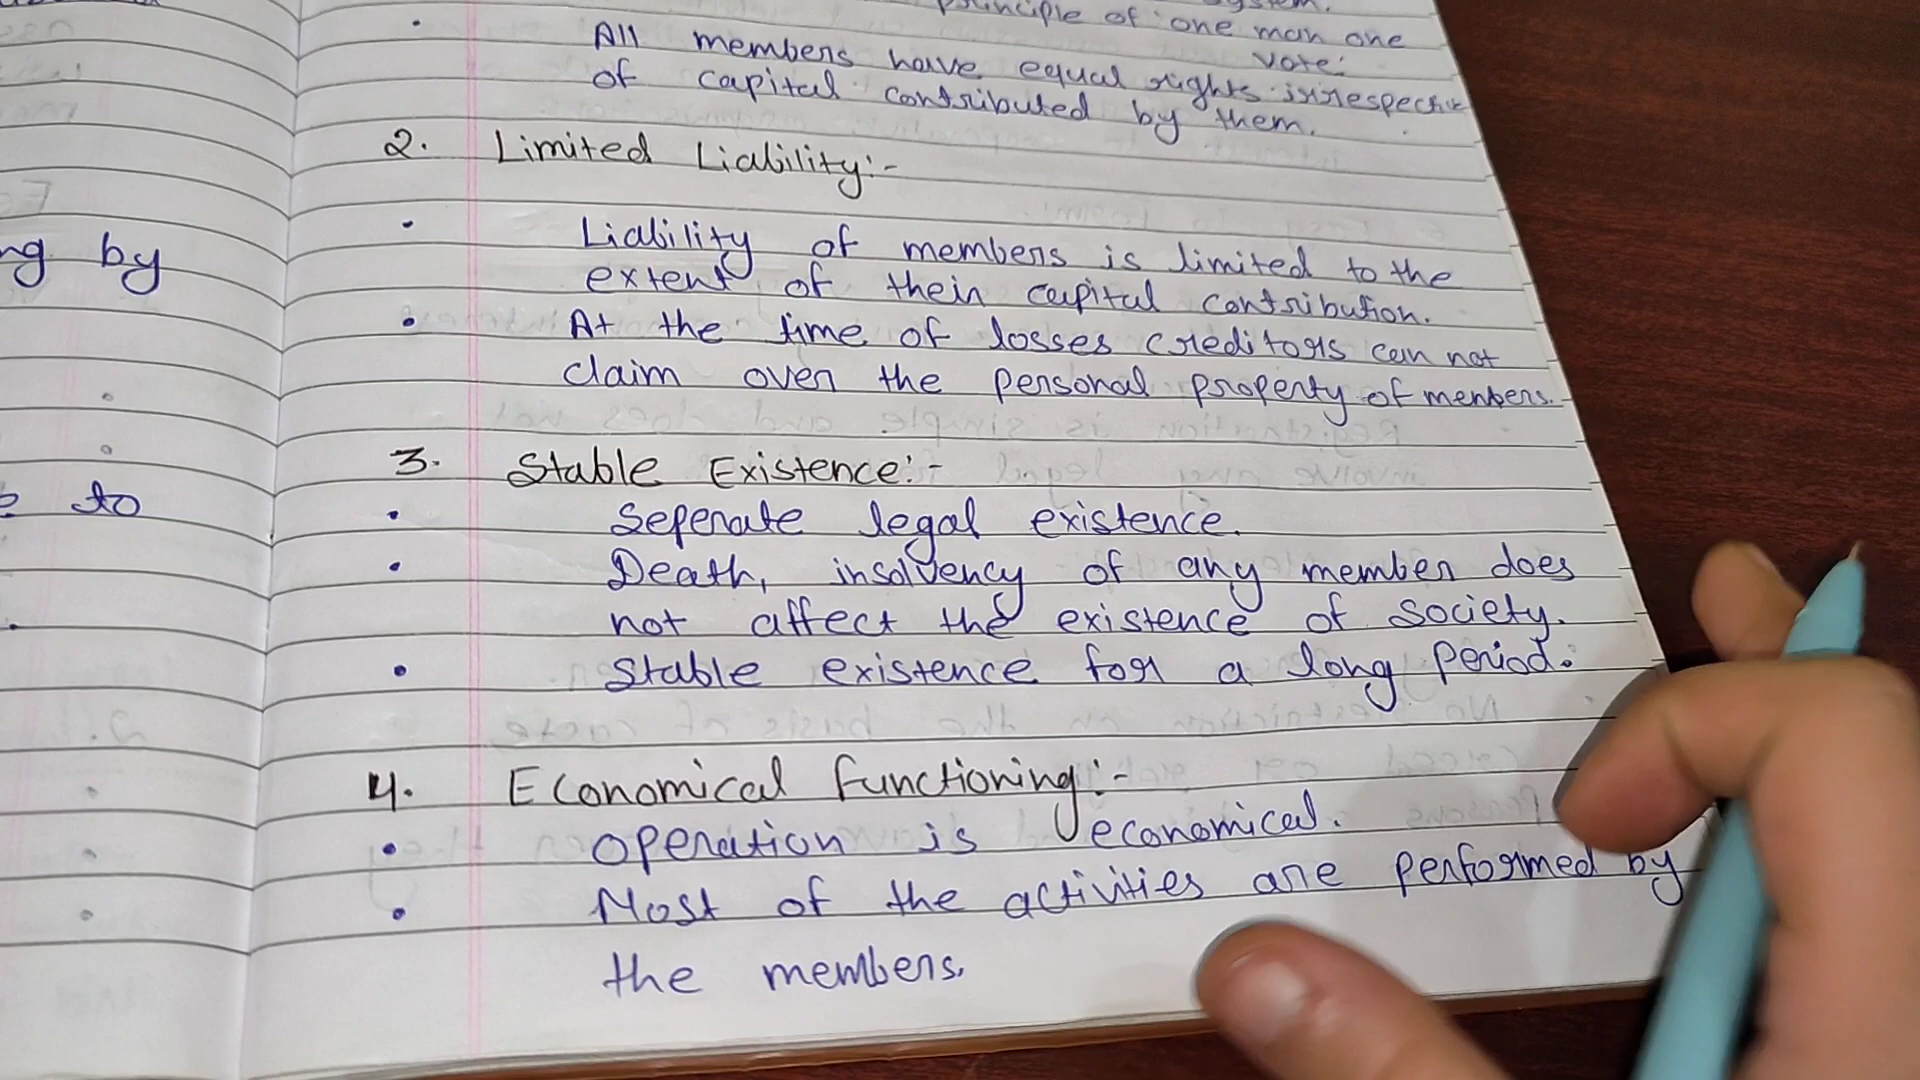 system.
principle of one man one
vote.
All members have equal rights irrespective
of capital contributed by them.
2. Limited Liability:-
• Liability of members is limited to the
extent of their capital contribution.
• At the time of losses creditors can not
claim over the personal property of members.
3. Stable Existence:-
• Seperate legal existence.
• Death, insolvency of any member does
not affect the existence of society.
• Stable existence for a long period.
4. Economical functioning:-
• Operation is economical.
• Most of the activities are performed by
the members.
by
to